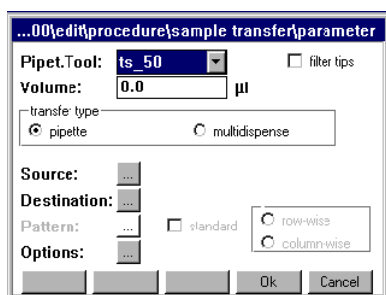 ...00\edit\procedure\sample transfer\parameter
Pipet.Tool: ts_50 filter tips
Volume: 0.0 µl
transfer type
pipette multidispense
Source: ...
Destination: ...
Pattern: ... standard row-wise
column-wise
Options: ...
Ok Cancel